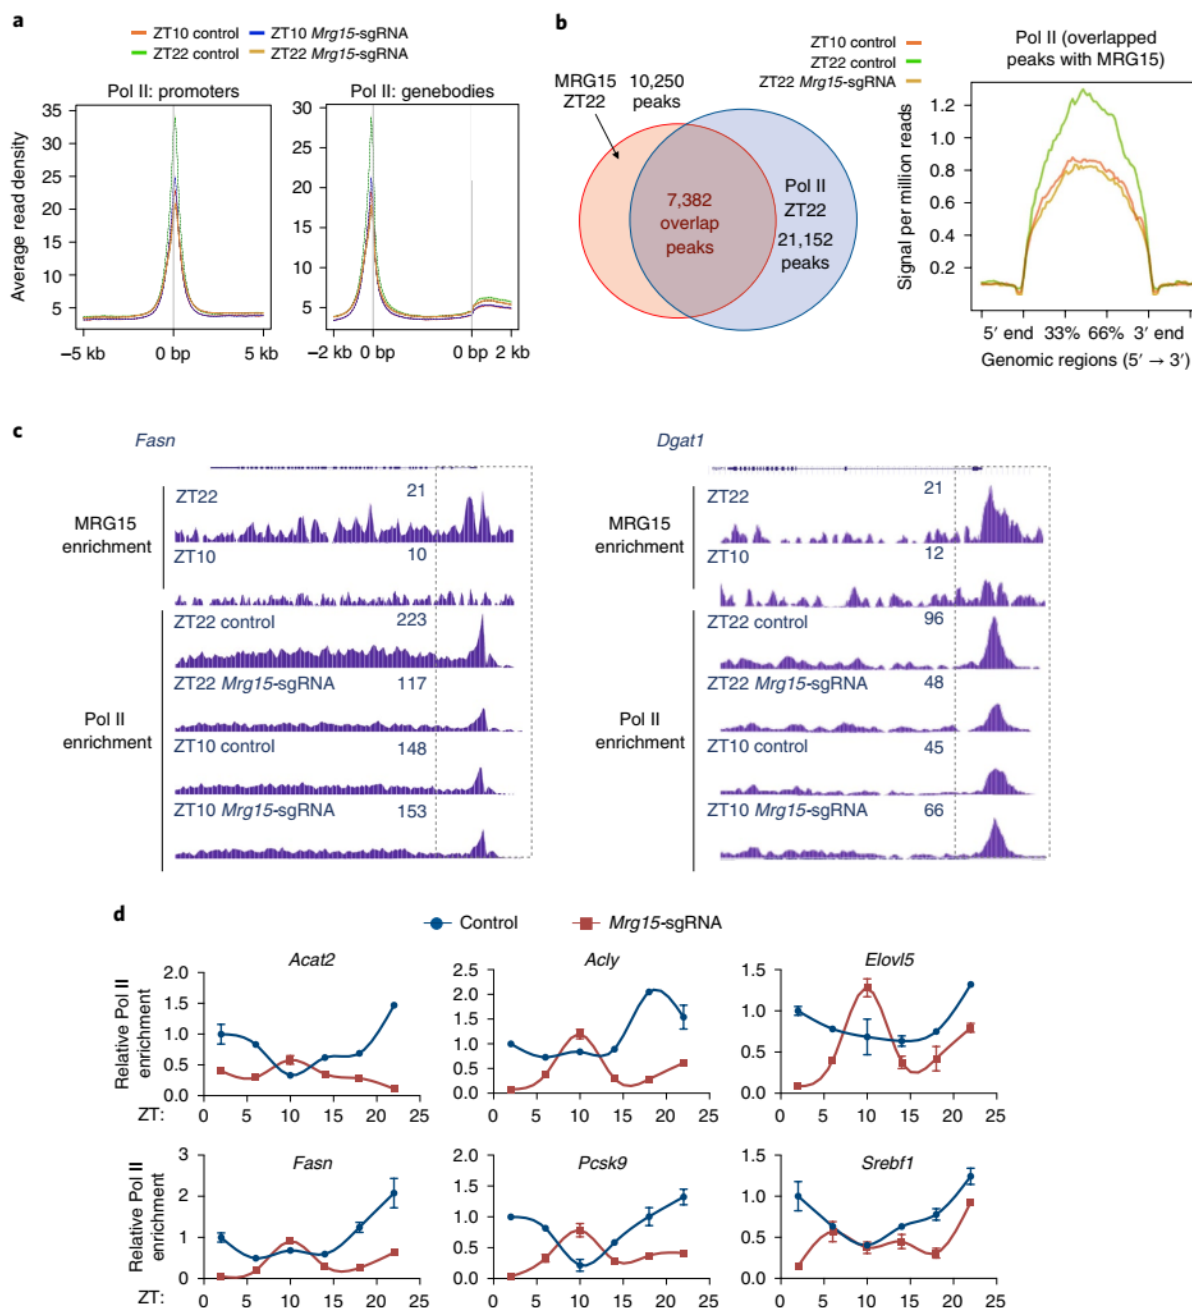 a
ZT10 control
ZT10 Mrg15-sgRNA
ZT22 control
ZT22 Mrg15-sgRNA
Pol II: promoters
Pol II: genebodies
Average read density
35
30
25
20
15
10
5
−5 kb
0 bp
5 kb
30
25
20
15
10
5
−2 kb
0 bp
0 bp
2 kb
b
MRG15
ZT22
10,250
peaks
7,382
overlap
peaks
Pol II
ZT22
21,152
peaks
ZT10 control
ZT22 control
ZT22 Mrg15-sgRNA
Pol II (overlapped
peaks with MRG15)
Signal per million reads
1.2
1.0
0.8
0.6
0.4
0.2
5′ end
33%
66%
3′ end
Genomic regions (5′ → 3′)
c
Fasn
MRG15
enrichment
ZT22
21
ZT10
10
Pol II
enrichment
ZT22 control
223
ZT22 Mrg15-sgRNA
117
ZT10 control
148
ZT10 Mrg15-sgRNA
153
Dgat1
MRG15
enrichment
ZT22
21
ZT10
12
Pol II
enrichment
ZT22 control
96
ZT22 Mrg15-sgRNA
48
ZT10 control
45
ZT10 Mrg15-sgRNA
66
d
Control
Mrg15-sgRNA
Relative Pol II
enrichment
Acat2
2.0
1.5
1.0
0.5
0.0
ZT:
0 5 10 15 20 25
Acly
2.5
2.0
1.5
1.0
0.5
0.0
0 5 10 15 20 25
Elovl5
1.5
1.0
0.5
0.0
0 5 10 15 20 25
Relative Pol II
enrichment
Fasn
3
2
1
0
ZT:
0 5 10 15 20 25
Pcsk9
2.0
1.5
1.0
0.5
0.0
0 5 10 15 20 25
Srebf1
1.5
1.0
0.5
0.0
0 5 10 15 20 25